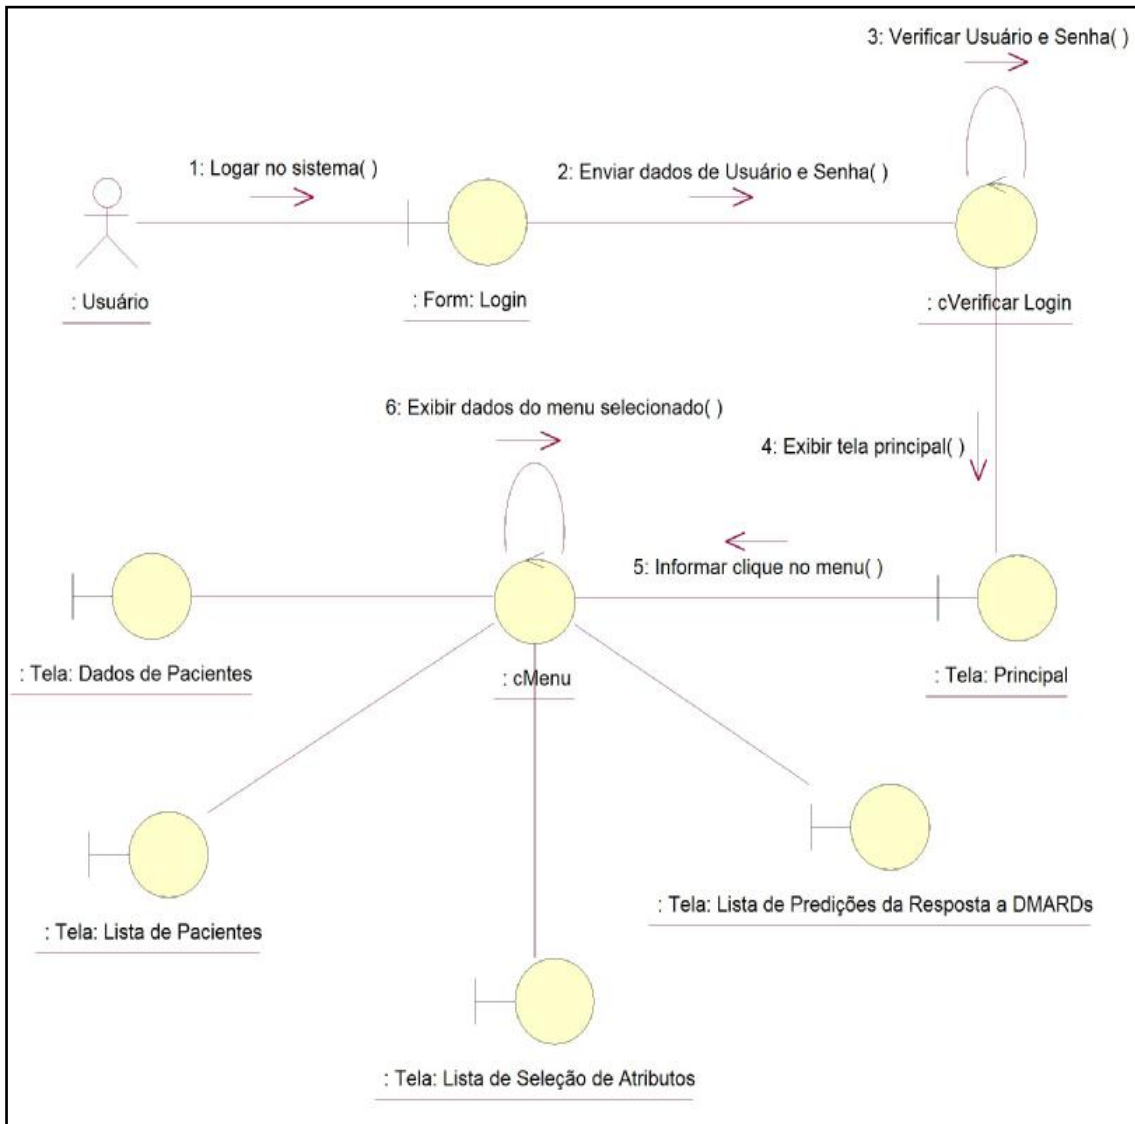 3: Verificar Usuário e Senha( )
1: Logar no sistema( )
2: Enviar dados de Usuário e Senha( )
: Usuário
: Form: Login
: cVerificar Login
6: Exibir dados do menu selecionado( )
4: Exibir tela principal( )
5: Informar clique no menu( )
: Tela: Dados de Pacientes
: cMenu
: Tela: Principal
: Tela: Lista de Predições da Resposta a DMARDs
: Tela: Lista de Pacientes
: Tela: Lista de Seleção de Atributos